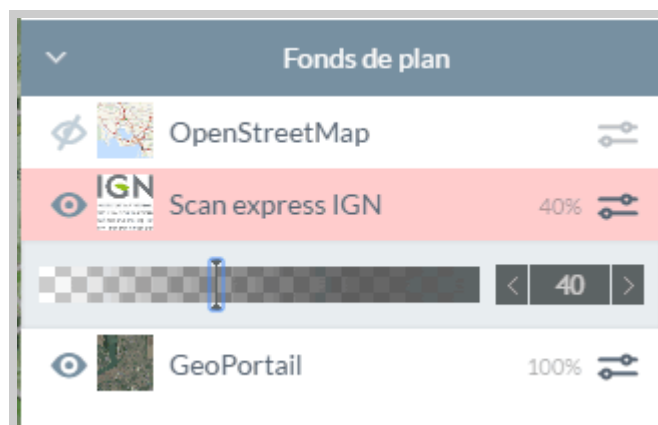 Fonds de plan
OpenStreetMap
IGN
Scan express IGN 40%
< 40 >
GeoPortail 100%